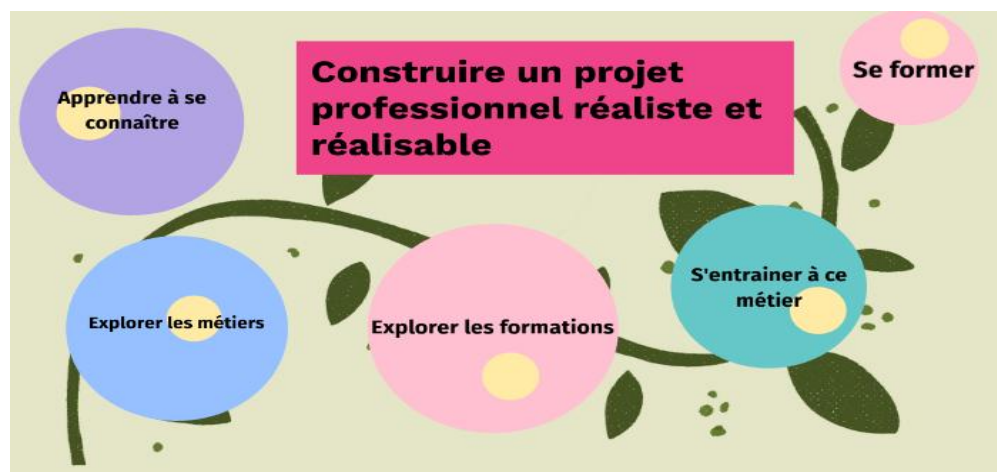 Construire un projet
professionnel réaliste et
réalisable
Apprendre à se
connaître
Explorer les métiers
Explorer les formations
S'entrainer à ce
métier
Se former